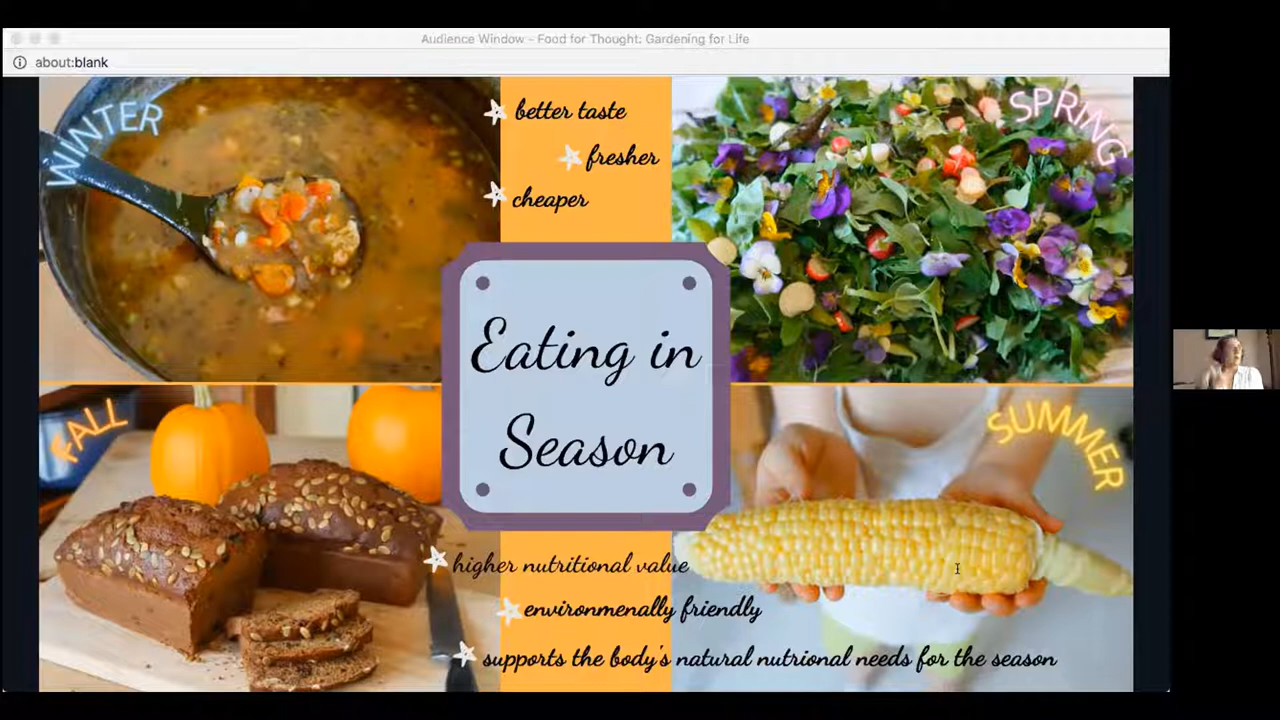 Audience Window - Food for Thought: Gardening for Life
about:blank
WINTER
better taste
fresher
cheaper
SPRING
Eating in
Season
FALL
SUMMER
higher nutritional value
environmenally friendly
supports the body's natural nutrional needs for the season